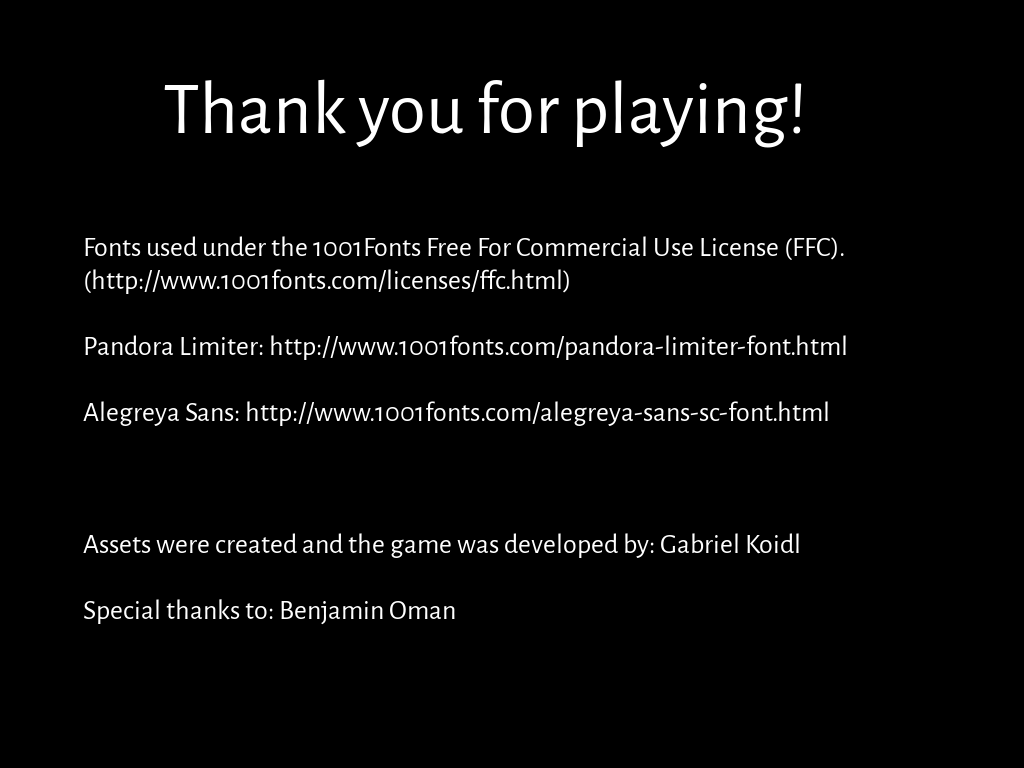 Thank you for playing!
Fonts used under the 1001Fonts Free For Commercial Use License (FFC).
(http://www.1001fonts.com/licenses/ffc.html)
Pandora Limiter: http://www.1001fonts.com/pandora-limiter-font.html
Alegreya Sans: http://www.1001fonts.com/alegreya-sans-sc-font.html
Assets were created and the game was developed by: Gabriel Koidl
Special thanks to: Benjamin Oman